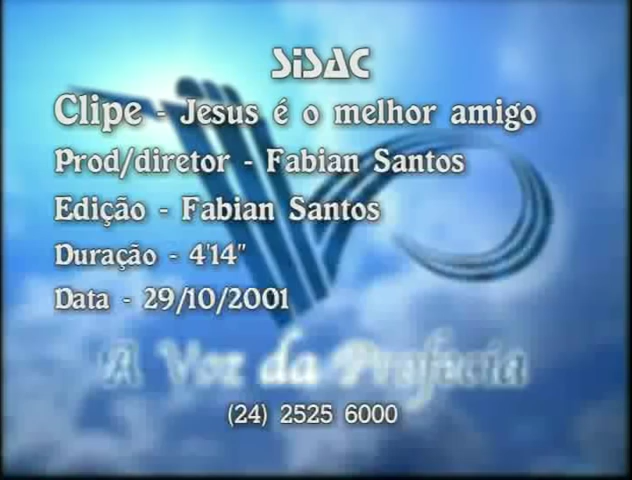 SiSAC
Clipe - Jesus é o melhor amigo
Prod/diretor - Fabian Santos
Edição - Fabian Santos
Duração - 4'14"
Data - 29/10/2001
A Voz da Profecia
(24) 2525 6000